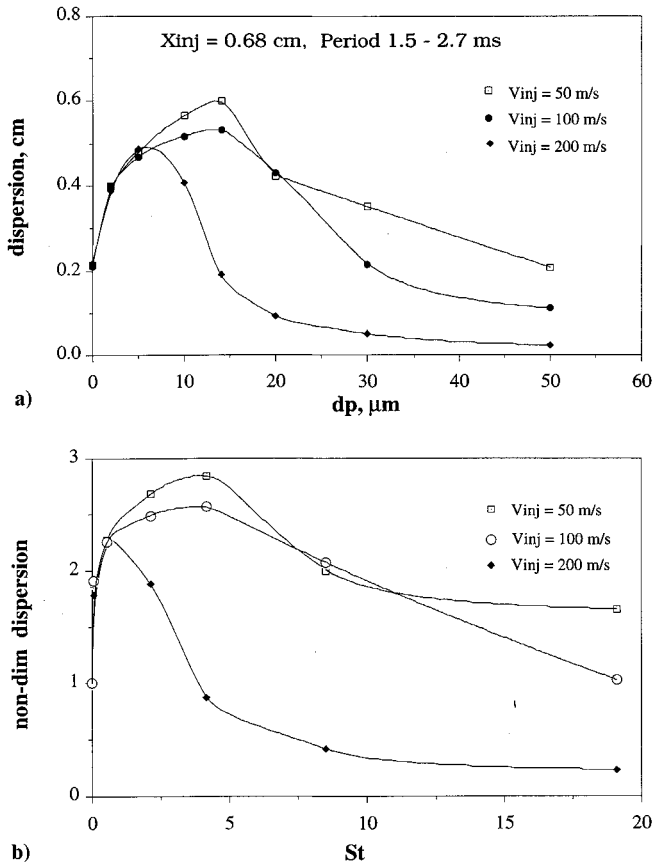 Xinj = 0.68 cm, Period 1.5 - 2.7 ms
0.8
0.6
0.4
0.2
0.0
dispersion, cm
Vinj = 50 m/s
Vinj = 100 m/s
Vinj = 200 m/s
0 10 20 30 40 50 60
a)
dp, μm
3
2
1
0
non-dim dispersion
Vinj = 50 m/s
Vinj = 100 m/s
Vinj = 200 m/s
0 5 10 15 20
b)
St